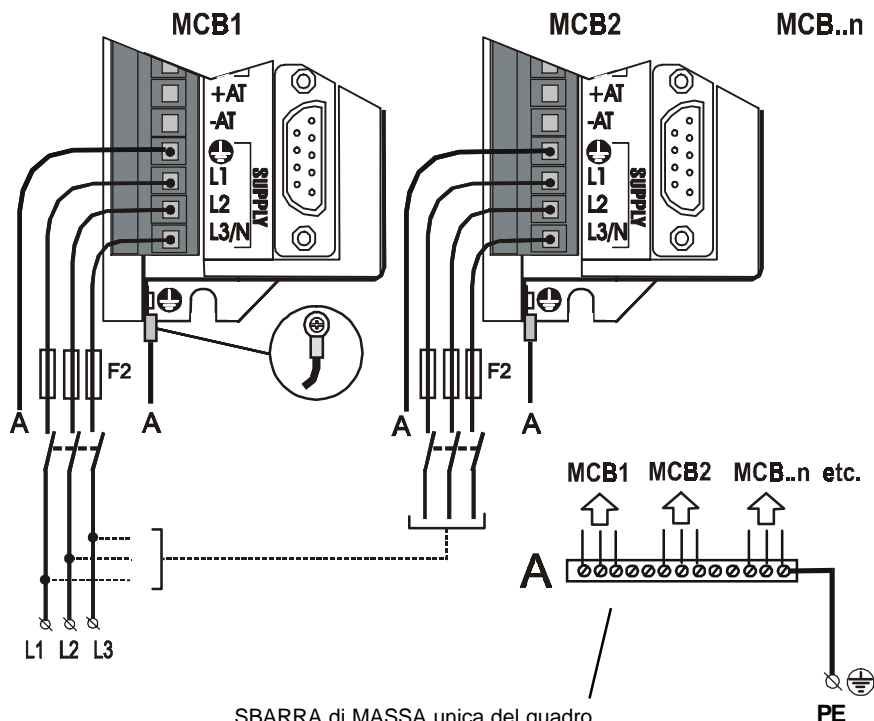 MCB1 MCB2 MCB..n
+AT
-AT
L1
L2
L3/N
SUPPLY
+AT
-AT
L1
L2
L3/N
SUPPLY
F2
F2
A A
A A
MCB1 MCB2 MCB..n etc.
A
L1 L2 L3
PE
SBARRA di MASSA unica del quadro